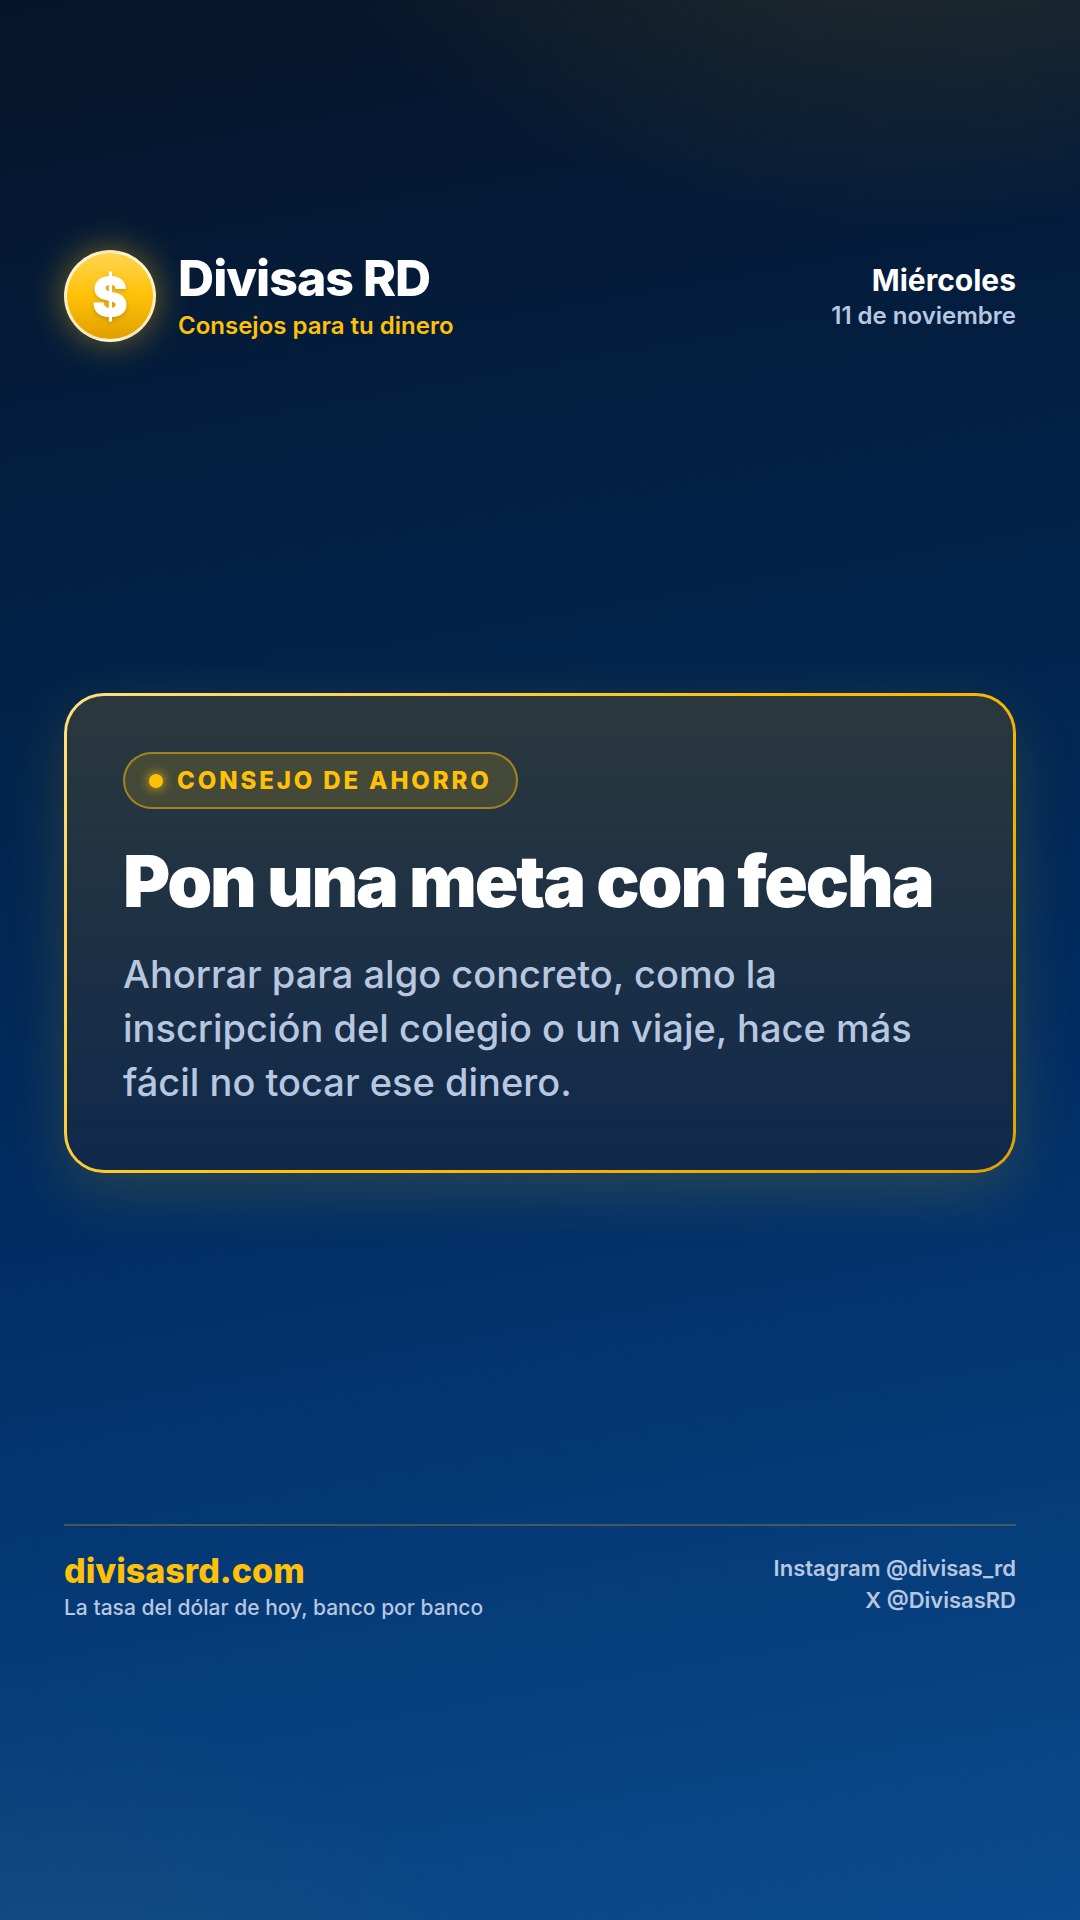 $
Divisas RD
Consejos para tu dinero
Miércoles
11 de noviembre
CONSEJO DE AHORRO
Pon una meta con fecha
Ahorrar para algo concreto, como la
inscripción del colegio o un viaje, hace más
fácil no tocar ese dinero.
divisasrd.com
La tasa del dólar de hoy, banco por banco
Instagram @divisas_rd
X @DivisasRD